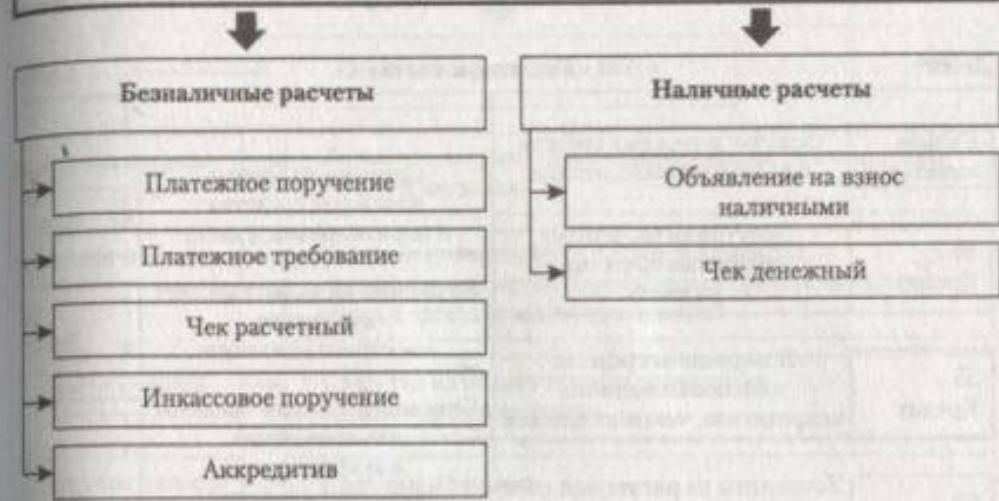 Безналичные расчеты
Платежное поручение
Платежное требование
Чек расчетный
Инкассовое поручение
Аккредитив
Наличные расчеты
Объявление на взнос
наличными
Чек денежный